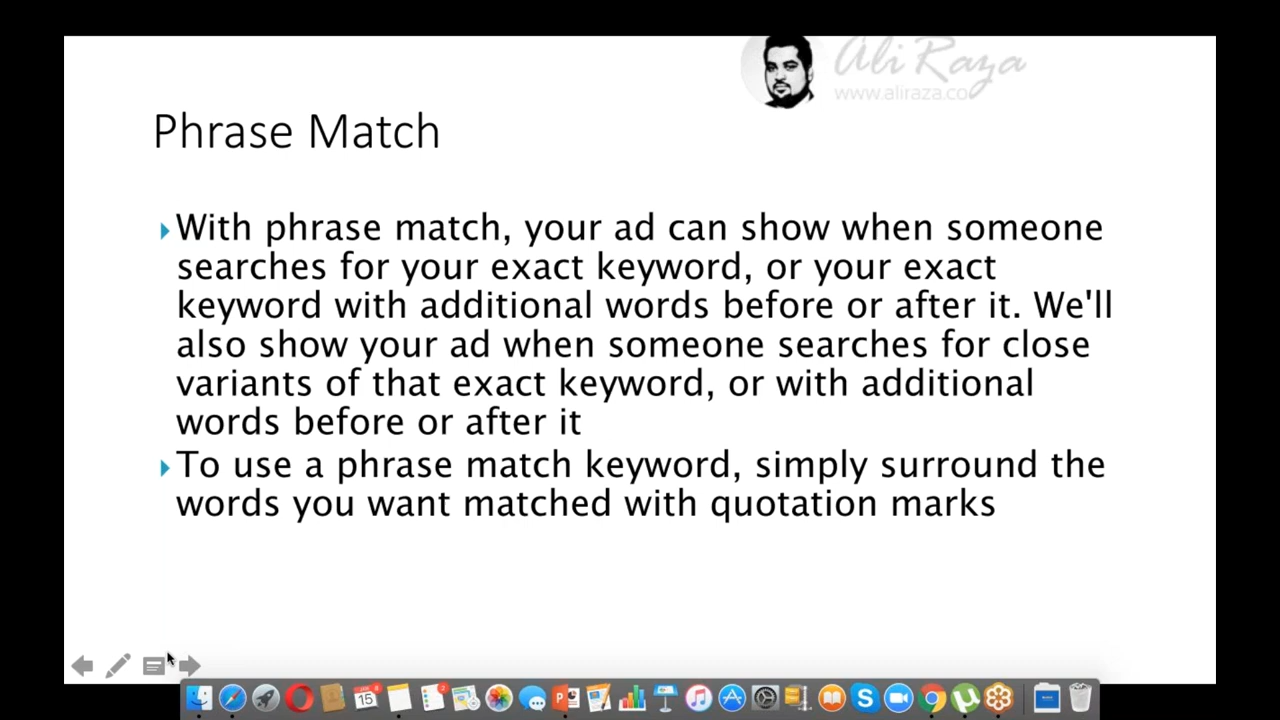 Ali Raza
www.aliraza.co
Phrase Match
With phrase match, your ad can show when someone
searches for your exact keyword, or your exact
keyword with additional words before or after it. We'll
also show your ad when someone searches for close
variants of that exact keyword, or with additional
words before or after it
To use a phrase match keyword, simply surround the
words you want matched with quotation marks
15